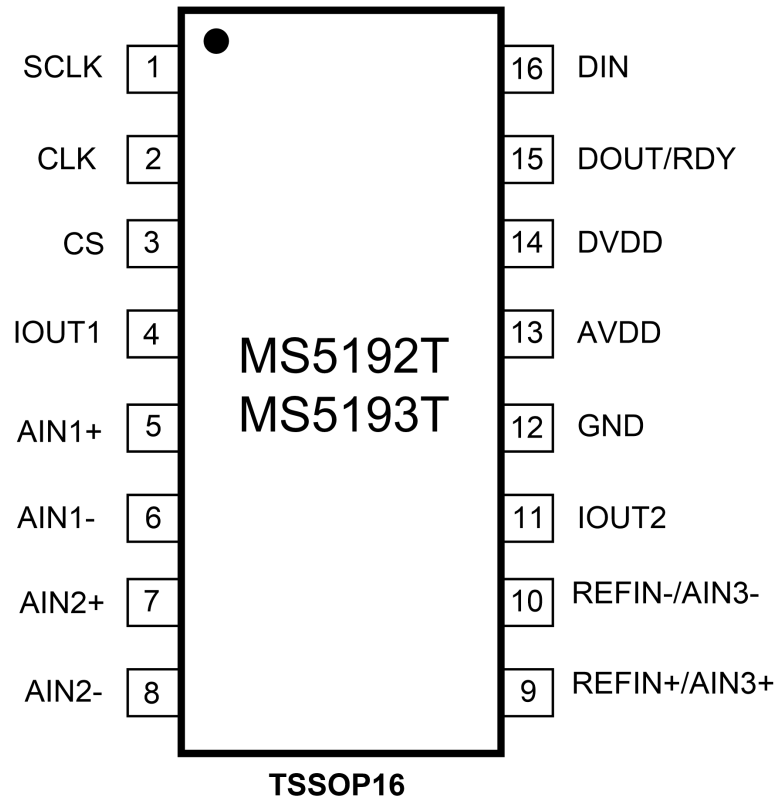 SCLK 1 16 DIN
CLK 2 15 DOUT/RDY
CS 3 14 DVDD
IOUT1 4 13 AVDD
MS5192T
MS5193T
AIN1+ 5 12 GND
AIN1- 6 11 IOUT2
AIN2+ 7 10 REFIN-/AIN3-
AIN2- 8 9 REFIN+/AIN3+
TSSOP16